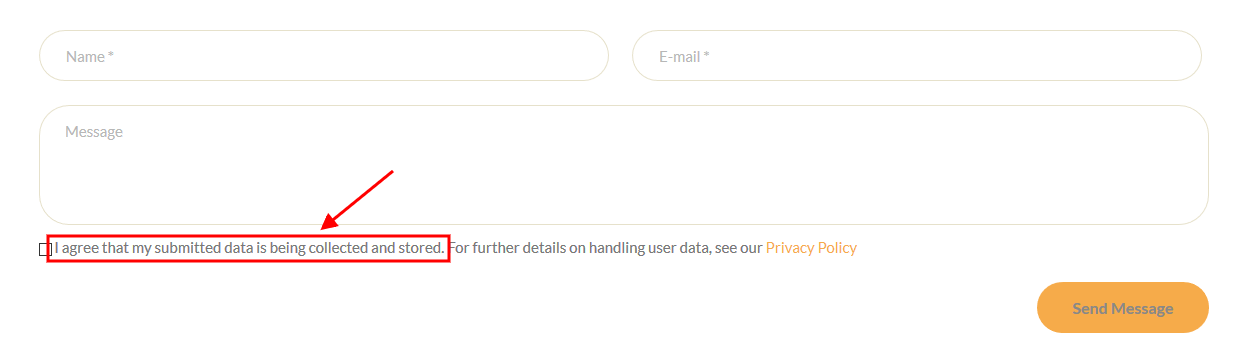 Name *
E-mail *
Message
I agree that my submitted data is being collected and stored. For further details on handling user data, see our Privacy Policy
Send Message